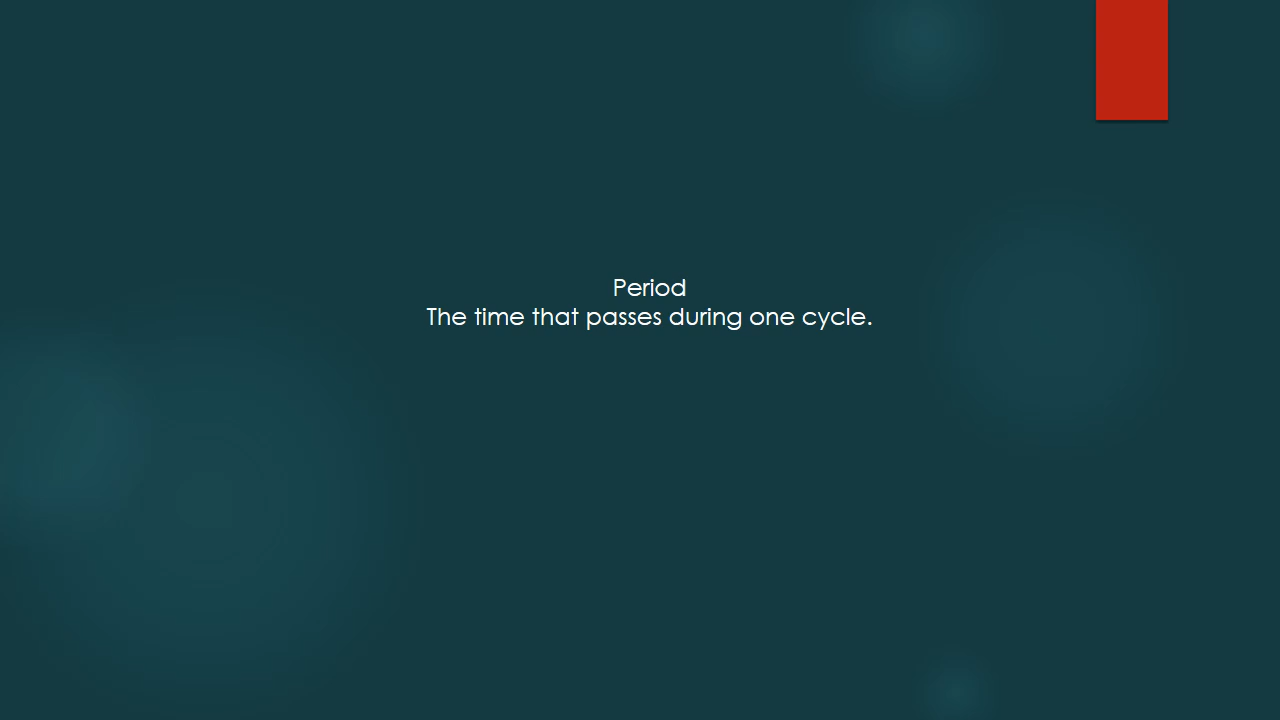 Period
The time that passes during one cycle.